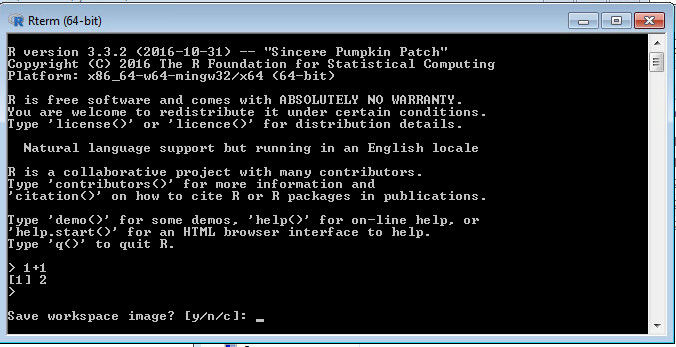 Rterm (64-bit)
R version 3.3.2 (2016-10-31) -- "Sincere Pumpkin Patch"
Copyright (C) 2016 The R Foundation for Statistical Computing
Platform: x86_64-w64-mingw32/x64 (64-bit)
R is free software and comes with ABSOLUTELY NO WARRANTY.
You are welcome to redistribute it under certain conditions.
Type 'license()' or 'licence()' for distribution details.
Natural language support but running in an English locale
R is a collaborative project with many contributors.
Type 'contributors()' for more information and
'citation()' on how to cite R or R packages in publications.
Type 'demo()' for some demos, 'help()' for on-line help, or
'help.start()' for an HTML browser interface to help.
Type 'q()' to quit R.
> 1+1
[1] 2
>
Save workspace image? [y/n/c]: _